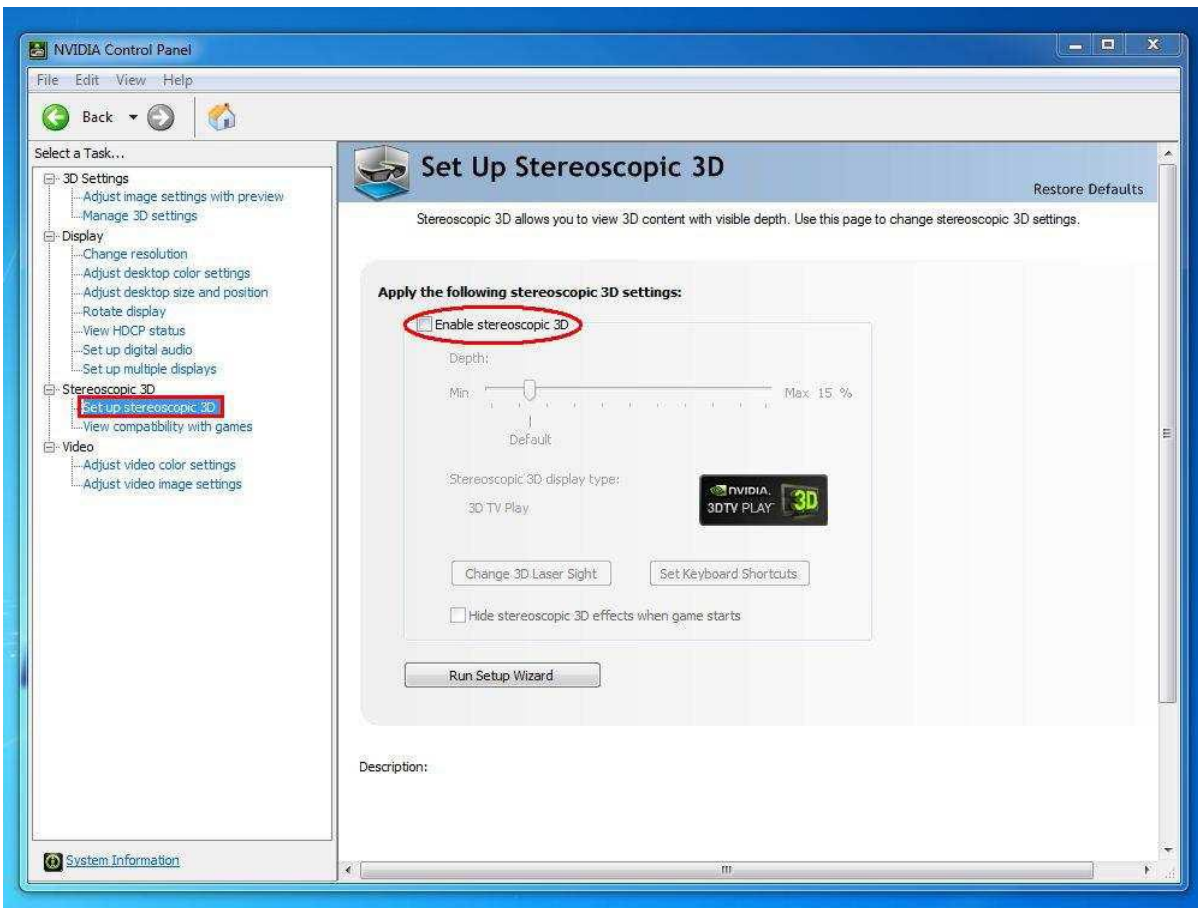 NVIDIA Control Panel
File Edit View Help
Back
Select a Task...
3D Settings
Adjust image settings with preview
Manage 3D settings
Display
Change resolution
Adjust desktop color settings
Adjust desktop size and position
Rotate display
View HDCP status
Set up digital audio
Set up multiple displays
Stereoscopic 3D
Set up stereoscopic 3D
View compatibility with games
Video
Adjust video color settings
Adjust video image settings
System Information
Set Up Stereoscopic 3D
Restore Defaults
Stereoscopic 3D allows you to view 3D content with visible depth. Use this page to change stereoscopic 3D settings.
Apply the following stereoscopic 3D settings:
Enable stereoscopic 3D
Depth:
Min Max 15 %
Default
Stereoscopic 3D display type:
3D TV Play
NVIDIA.
3DTV PLAY 3D
Change 3D Laser Sight Set Keyboard Shortcuts
Hide stereoscopic 3D effects when game starts
Run Setup Wizard
Description: